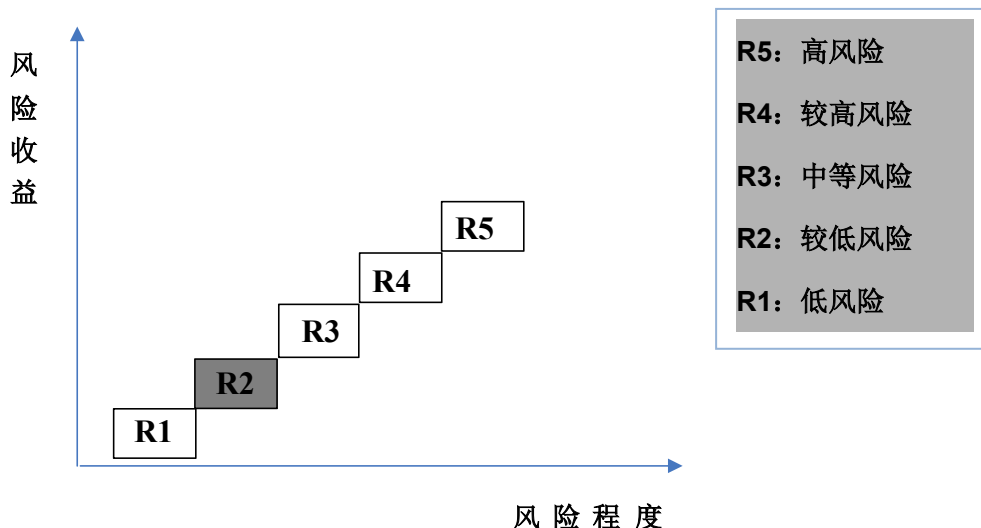 风险收益
R5
R4
R3
R2
R1
风 险 程 度
R5：高风险
R4：较高风险
R3：中等风险
R2：较低风险
R1：低风险